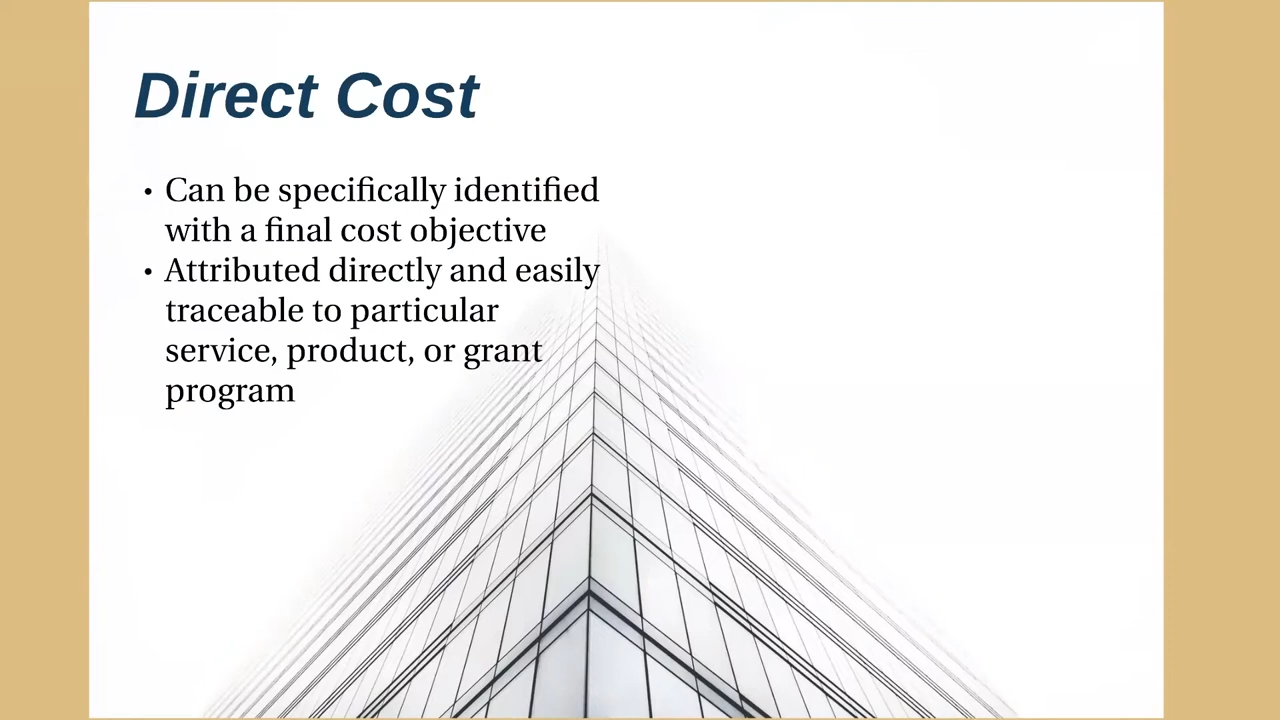 Direct Cost
• Can be specifically identified
with a final cost objective
• Attributed directly and easily
traceable to particular
service, product, or grant
program